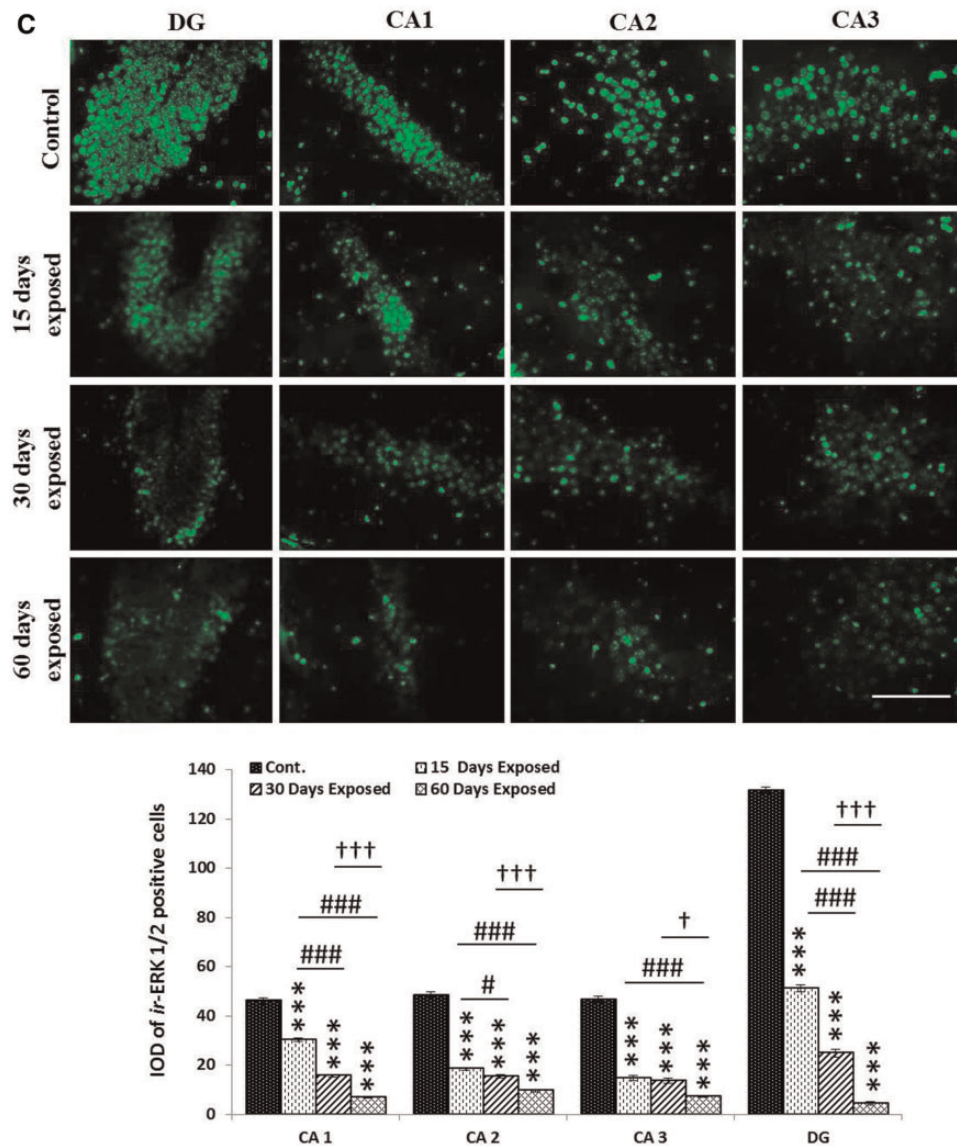 C
DG CA1 CA2 CA3
Control
15 days exposed
30 days exposed
60 days exposed
IOD of ir-ERK 1/2 positive cells
Cont. 15 Days Exposed
30 Days Exposed 60 Days Exposed
140
120
100
80
60
40
20
0
††† ### ### *** *** ***
††† ### # *** *** ***
† ### *** *** ***
††† ### ### *** *** ***
CA 1 CA 2 CA 3 DG